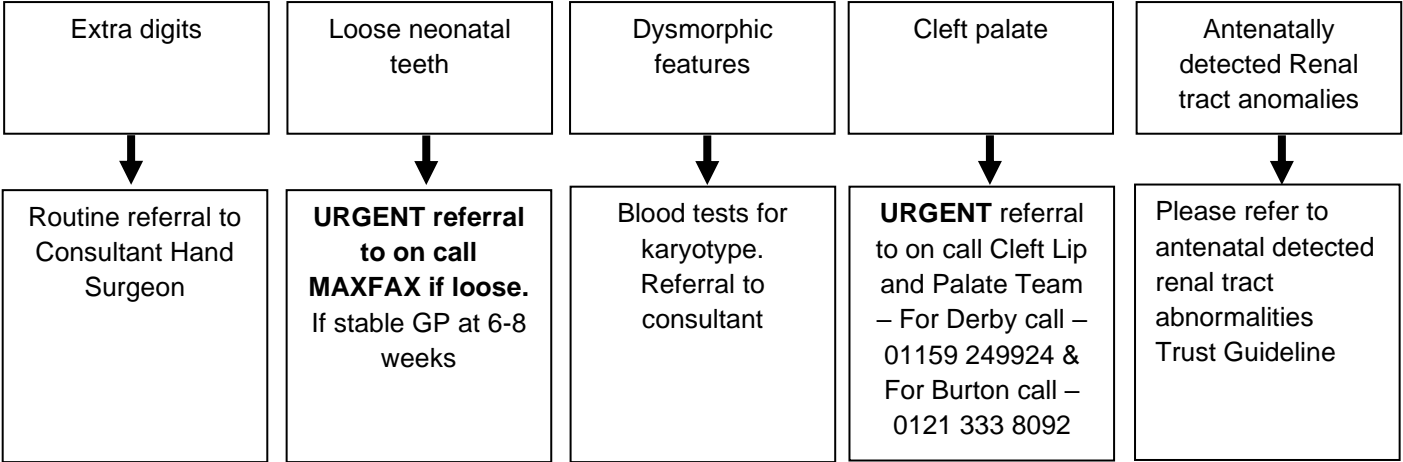 Extra digits
Loose neonatal
teeth
Dysmorphic
features
Cleft palate
Antenatally
detected Renal
tract anomalies
Routine referral to
Consultant Hand
Surgeon
URGENT referral
to on call
MAXFAX if loose.
If stable GP at 6-8
weeks
Blood tests for
karyotype.
Referral to
consultant
URGENT referral
to on call Cleft Lip
and Palate Team
– For Derby call –
01159 249924 &
For Burton call –
0121 333 8092
Please refer to
antenatal detected
renal tract
abnormalities
Trust Guideline